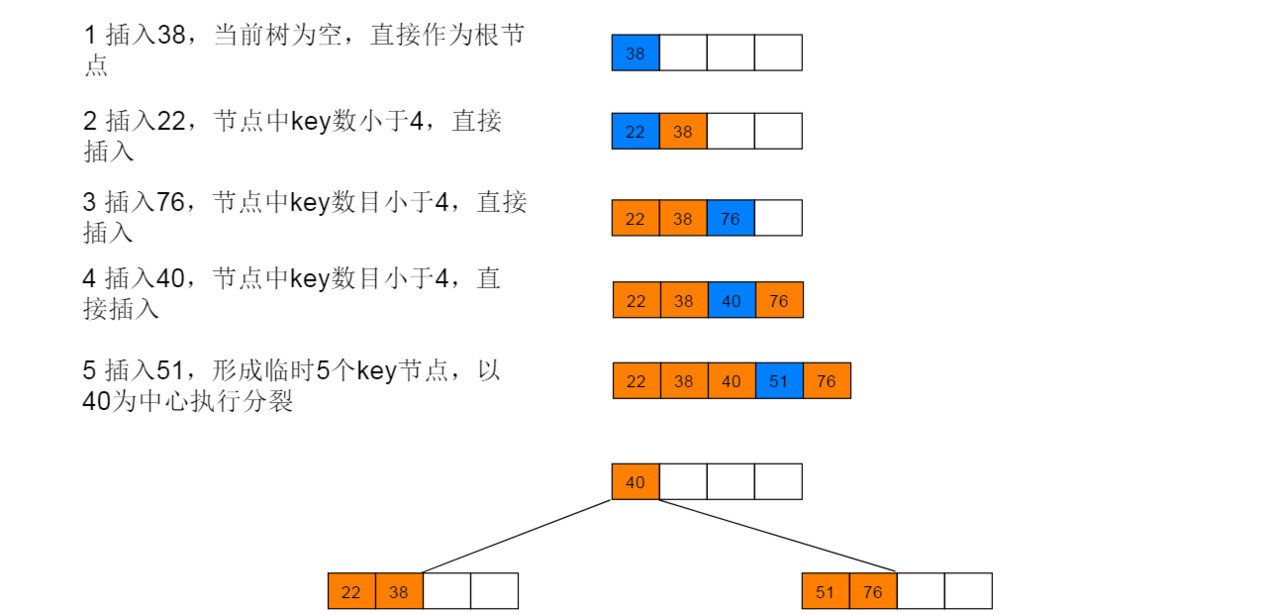 1 插入38，当前树为空，直接作为根节
点
38
2 插入22，节点中key数小于4，直接
插入
22 38
3 插入76，节点中key数目小于4，直接
插入
22 38 76
4 插入40，节点中key数目小于4，直
接插入
22 38 40 76
5 插入51，形成临时5个key节点，以
40为中心执行分裂
22 38 40 51 76
40
22 38
51 76